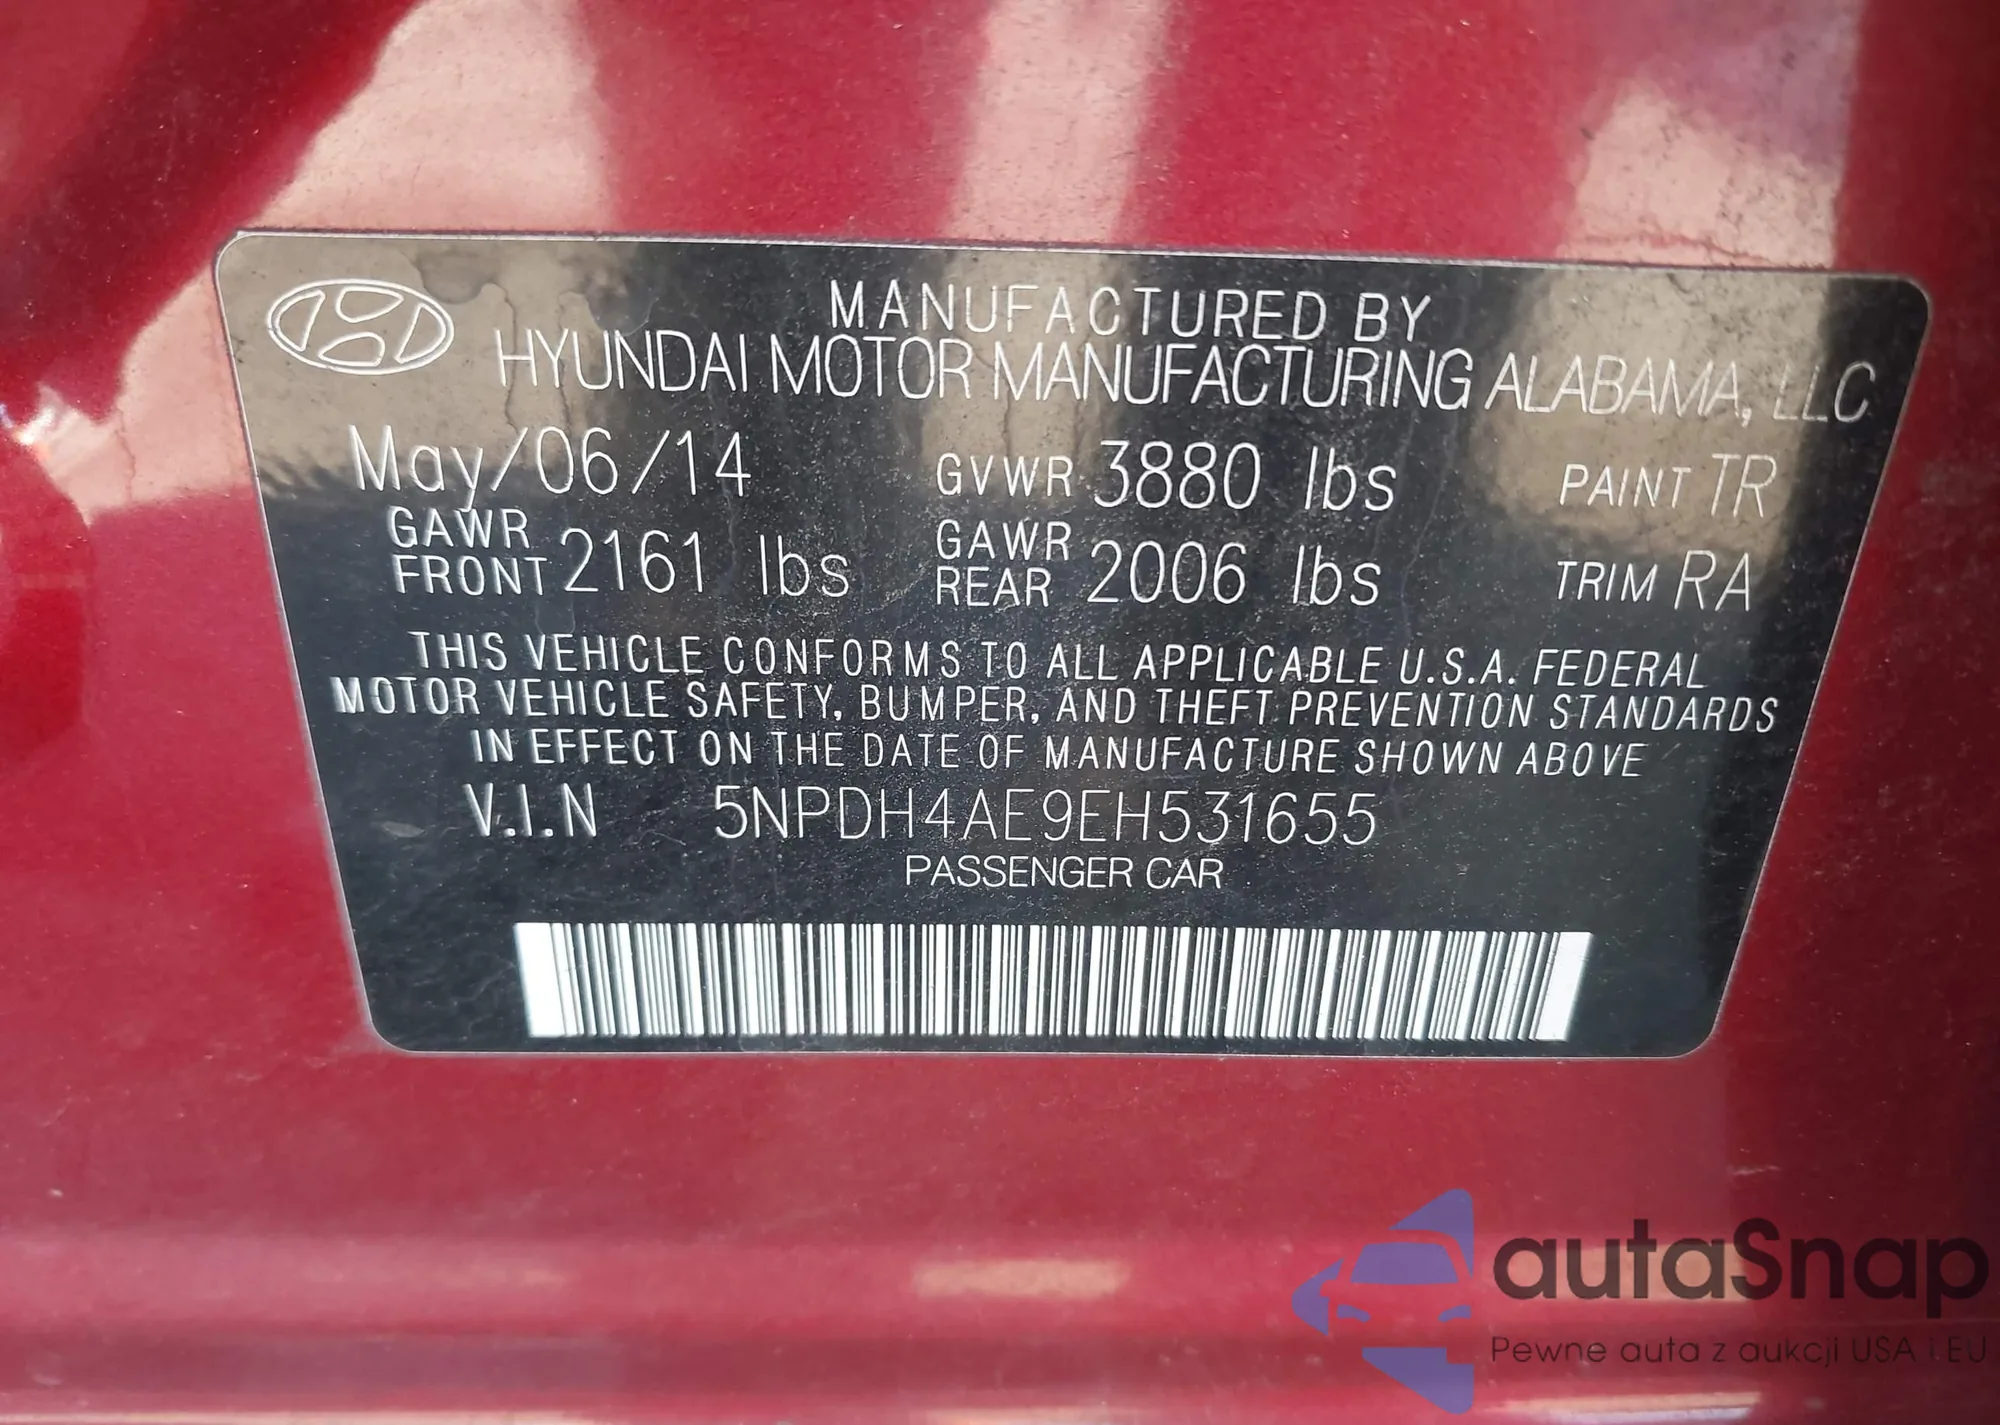 MANUFACTURED BY
HYUNDAI MOTOR MANUFACTURING ALABAMA, LLC
May/06/14 GVWR 3880 lbs PAINT TR
GAWR FRONT 2161 lbs GAWR REAR 2006 lbs TRIM RA
THIS VEHICLE CONFORMS TO ALL APPLICABLE U.S.A. FEDERAL
MOTOR VEHICLE SAFETY, BUMPER, AND THEFT PREVENTION STANDARDS
IN EFFECT ON THE DATE OF MANUFACTURE SHOWN ABOVE
V.I.N 5NPDH4AE9EH531655
PASSENGER CAR
autaSnap
Pewne auta z aukcji USA i EU